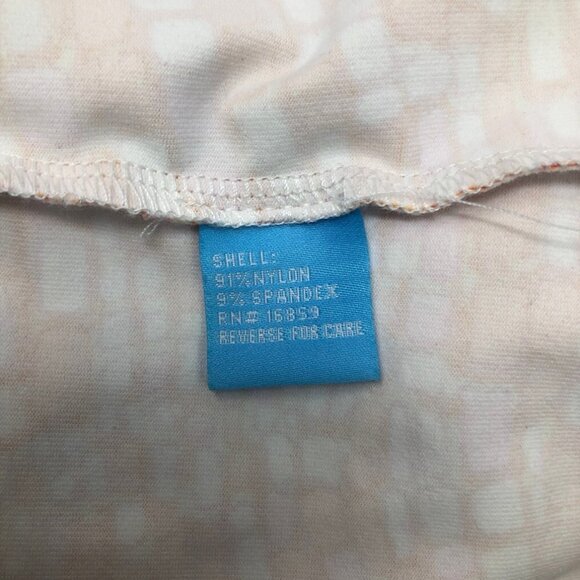 SHELL:
91% NYLON
9% SPANDEX
RN# 16859
REVERSE FOR CARE